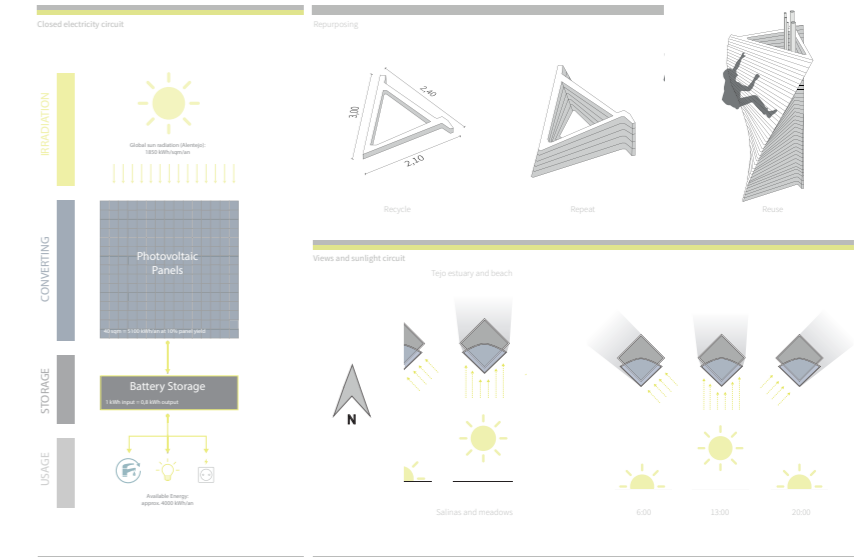 Closed electricity circuit
IRRADIATION
Global sun radiation (Alentejo):
1850 kWh/sqm/an
CONVERTING
Photovoltaic
Panels
40 sqm = 5100 kWh/an at 16% panel yield
STORAGE
Battery Storage
1 kWh input = 0,8 kWh output
USAGE
Available Energy:
approx. 4000 kWh/an
Repurposing
3,00
2,40
2,10
Recycle
Repeat
Reuse
Views and sunlight circuit
Tejo estuary and beach
N
Salinas and meadows
6:00
13:00
20:00